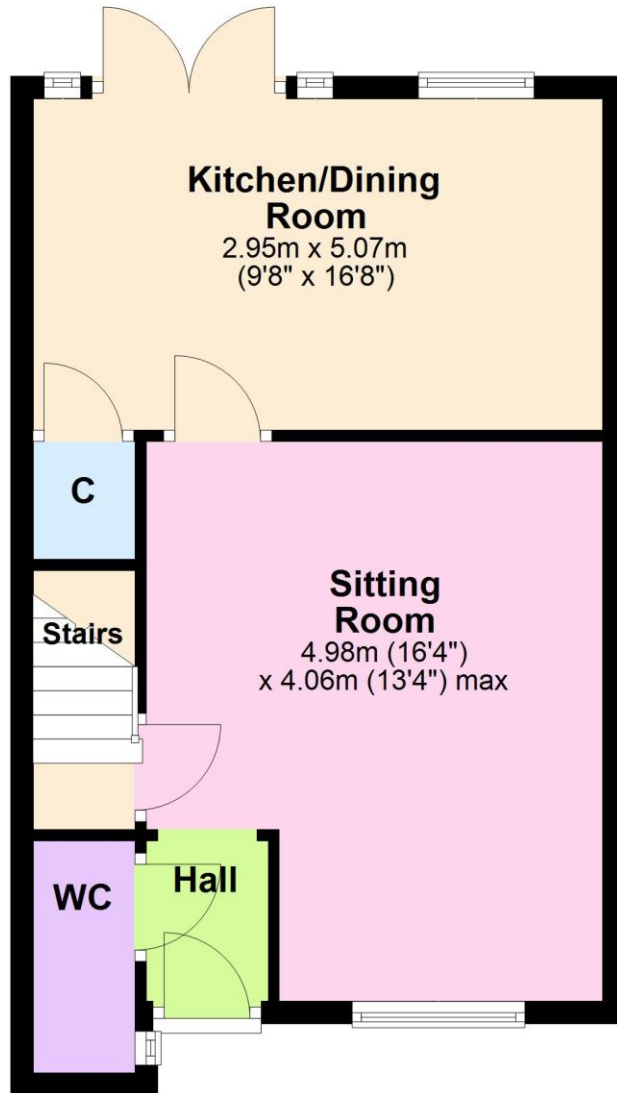 Kitchen/Dining
Room
2.95m x 5.07m
(9'8" x 16'8")
C
Sitting
Room
4.98m (16'4")
x 4.06m (13'4") max
Stairs
Hall
WC